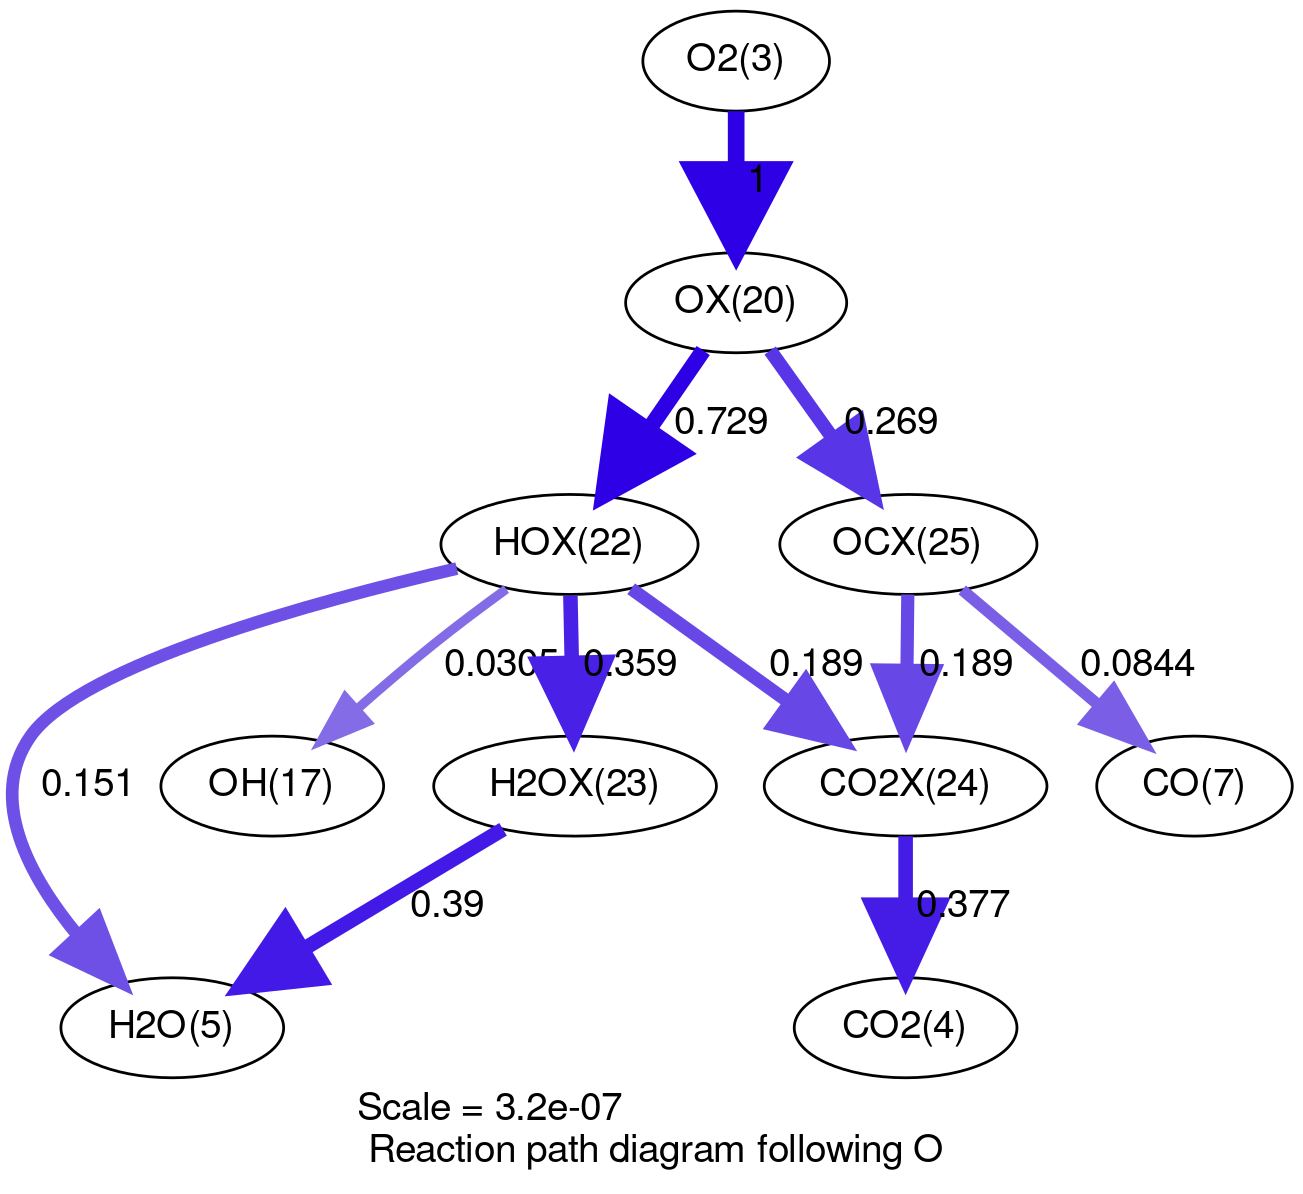 O2(3)
1
OX(20)
0.729
0.269
HOX(22)
OCX(25)
0.0305
0.359
0.189
0.189
0.0844
0.151
OH(17)
H2OX(23)
CO2X(24)
CO(7)
0.39
0.377
H2O(5)
CO2(4)
Scale = 3.2e-07
Reaction path diagram following O